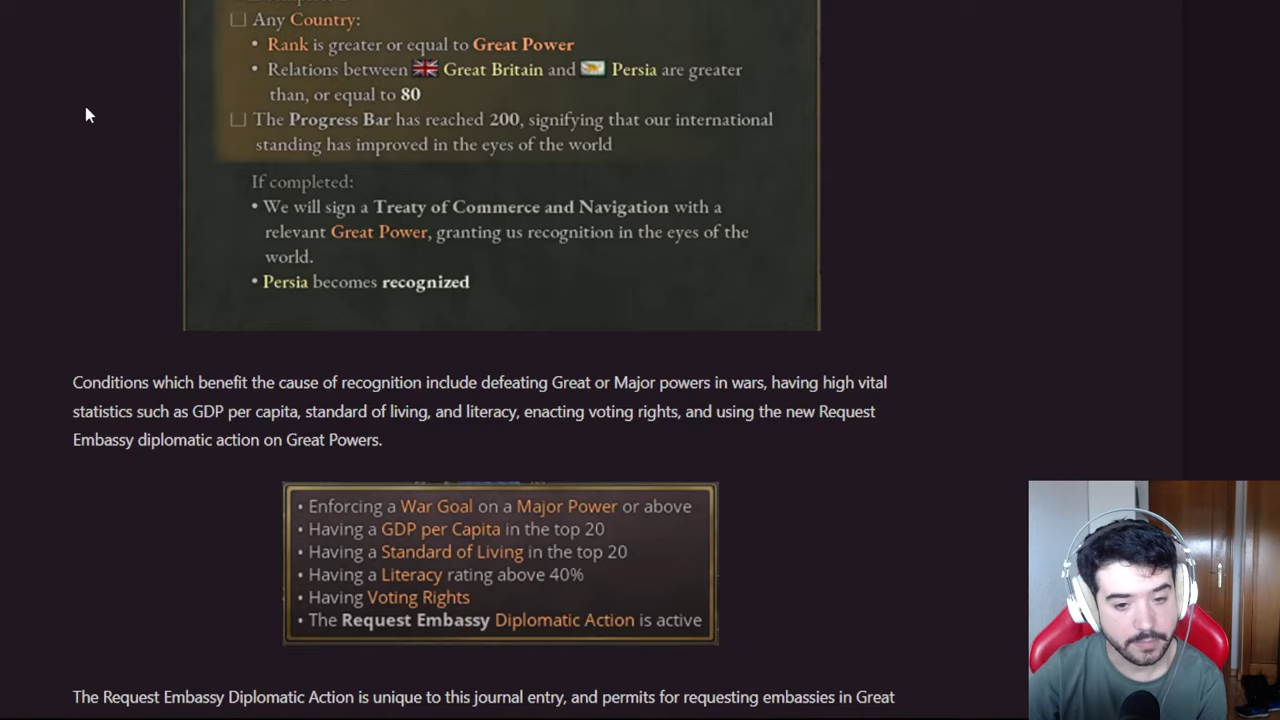 Any Country:
• Rank is greater or equal to Great Power
• Relations between Great Britain and Persia are greater
than, or equal to 80
The Progress Bar has reached 200, signifying that our international
standing has improved in the eyes of the world
If completed:
• We will sign a Treaty of Commerce and Navigation with a
relevant Great Power, granting us recognition in the eyes of the
world.
• Persia becomes recognized
Conditions which benefit the cause of recognition include defeating Great or Major powers in wars, having high vital
statistics such as GDP per capita, standard of living, and literacy, enacting voting rights, and using the new Request
Embassy diplomatic action on Great Powers.
• Enforcing a War Goal on a Major Power or above
• Having a GDP per Capita in the top 20
• Having a Standard of Living in the top 20
• Having a Literacy rating above 40%
• Having Voting Rights
• The Request Embassy Diplomatic Action is active
The Request Embassy Diplomatic Action is unique to this journal entry, and permits for requesting embassies in Great